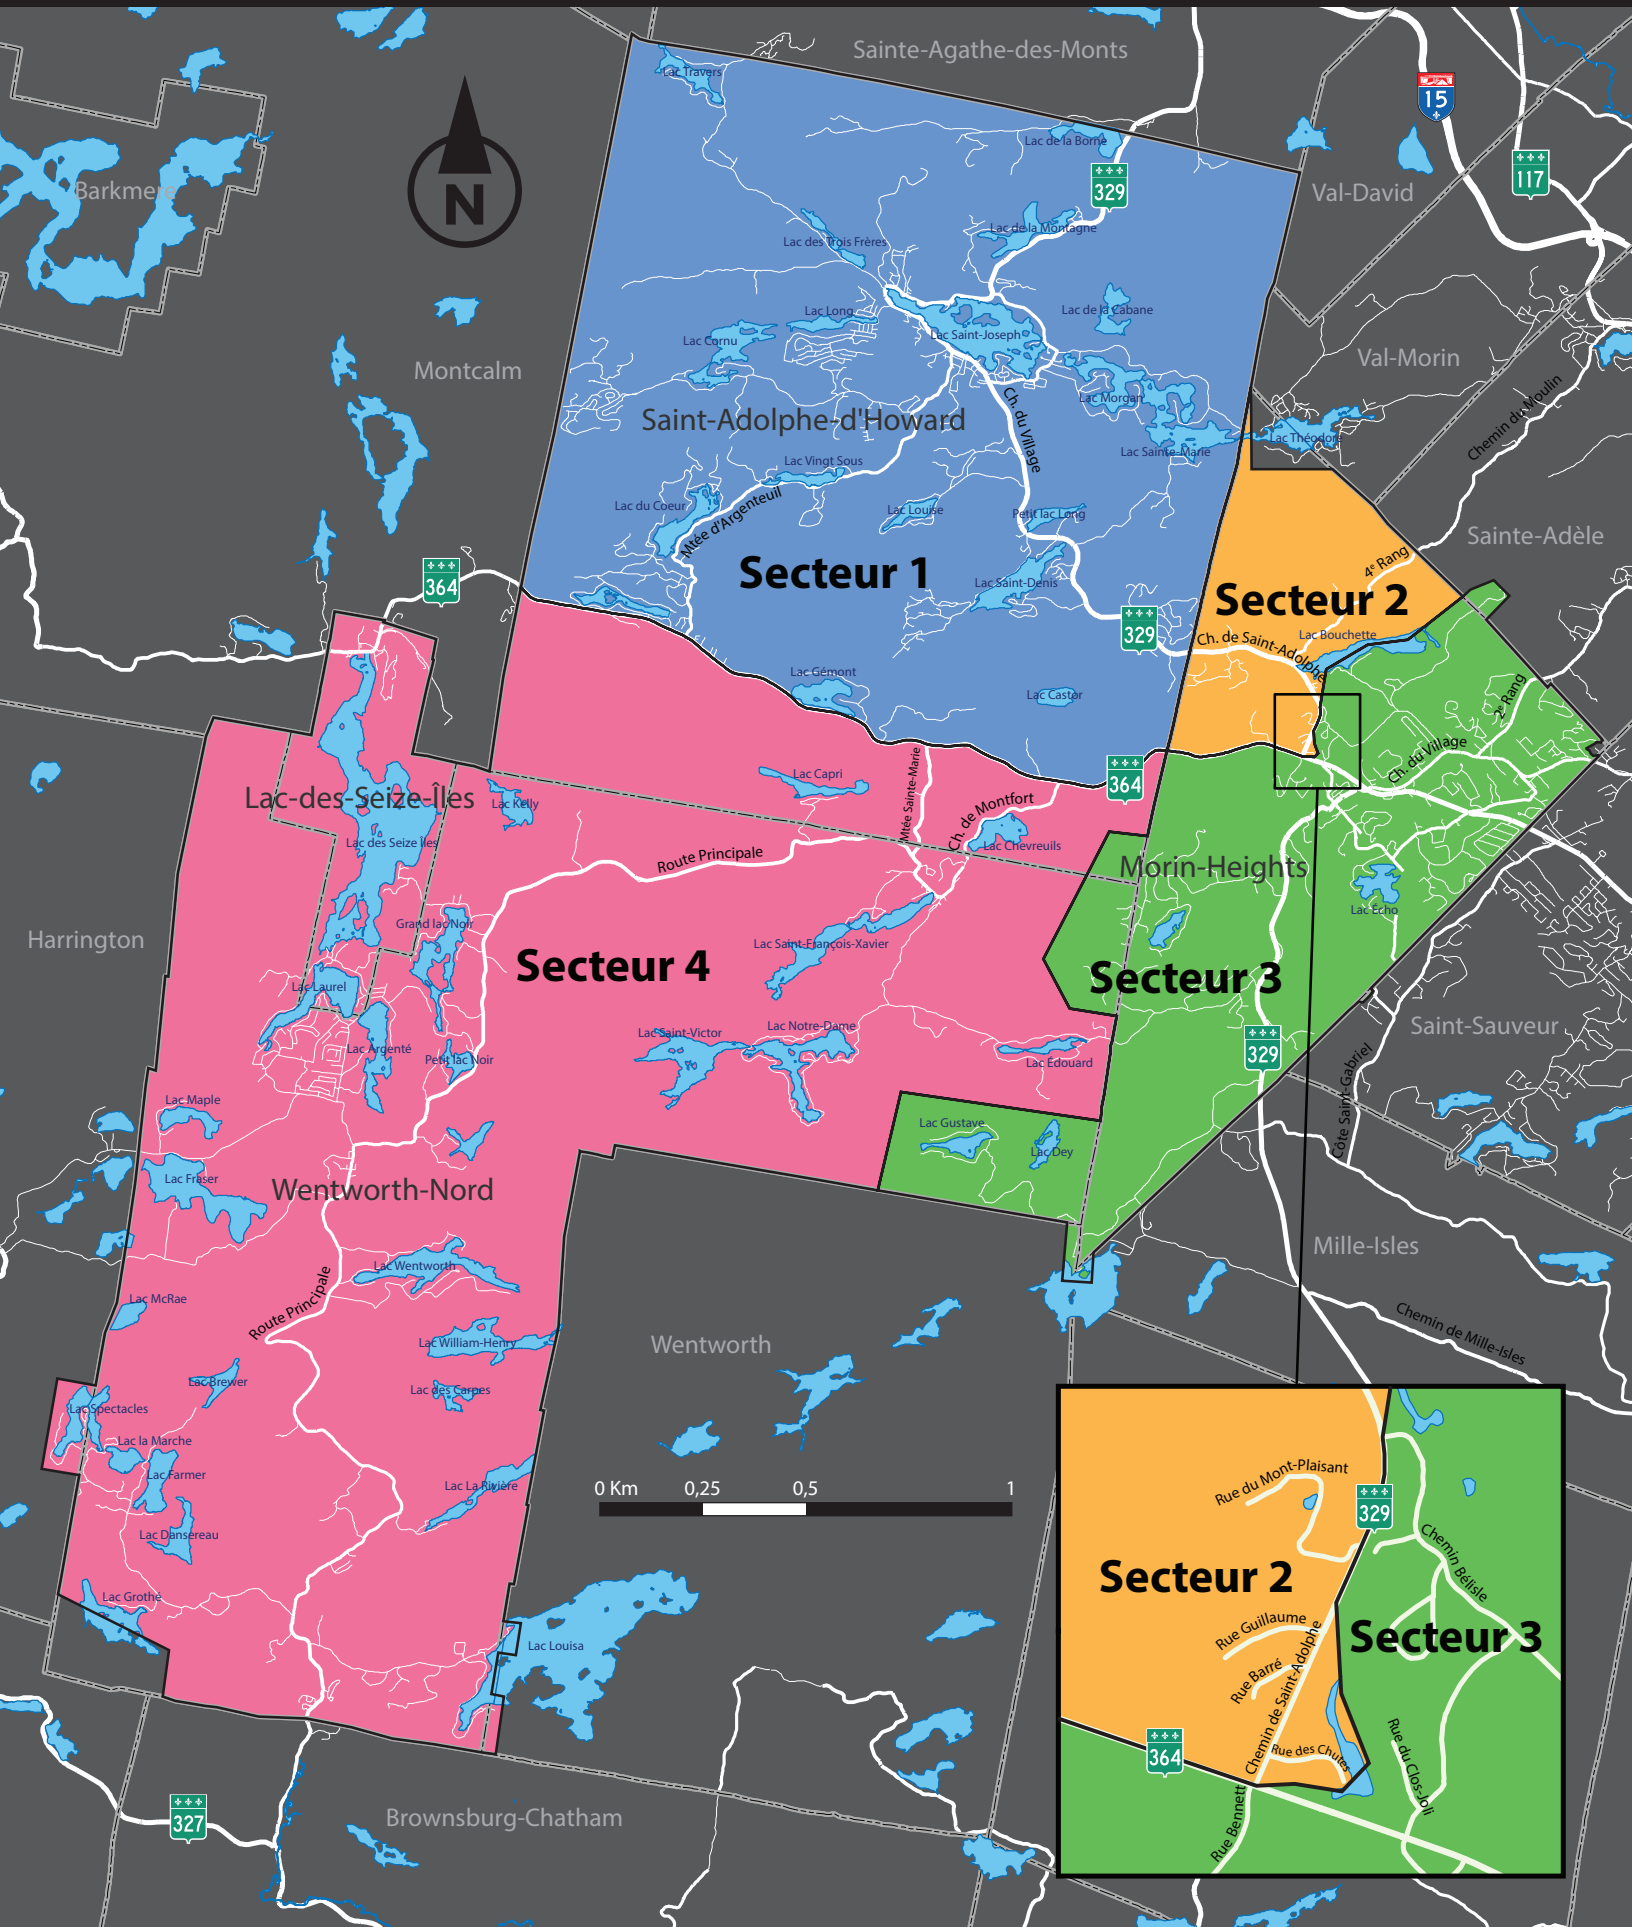 Sainte-Agathe-des-Monts
Lac Travers
15
Lac de la Borne
117
329
Barkmere
Val-David
N
Lac de la Montagne
Lac des Trois Frères
Lac Long
Lac de la Cabane
Lac Cornu
Lac Saint-Joseph
Val-Morin
Montcalm
Chemin du Moulin
Lac Morgan
Saint-Adolphe-d'Howard
Ch. du Village
Lac Théodore
Lac Sainte-Marie
Lac Vingt Sous
Lac du Coeur
Mtée d'Argenteuil
Lac Louise
Petit lac Long
Sainte-Adèle
4e Rang
364
Secteur 1
Lac Saint-Denis
Secteur 2
329
Ch. de Saint-Adolphe
Lac Bouchette
Lac Gémont
Lac Castor
2e Rang
Ch. du Village
Lac Capri
364
Mtée Sainte-Marie
Lac-des-Seize-Îles
Lac Kelly
Ch. de Montfort
Lac des Seize Îles
Lac Chevreuils
Route Principale
Morin-Heights
Lac Écho
Grand lac Noir
Harrington
Lac Saint-François-Xavier
Secteur 4
Secteur 3
Lac Laurel
Saint-Sauveur
Lac Saint-Victor
Lac Notre-Dame
329
Lac Argenté
Petit lac Noir
Lac Édouard
Côte Saint-Gabriel
Lac Maple
Lac Gustave
Lac Dey
Lac Fraser
Wentworth-Nord
Mille-Isles
Lac Wentworth
Lac McRae
Route Principale
Chemin de Mille-Isles
Lac William-Henry
Wentworth
Lac Brewer
Lac des Carpes
Lac Spectacles
Lac la Marche
Lac Farmer
Lac La Rivière
0 Km 0,25 0,5 1
Rue du Mont-Plaisant
329
Lac Dansereau
Chemin Bélisle
Secteur 2
Lac Grothé
Rue Guillaume
Secteur 3
Lac Louisa
Rue Barré
Chemin de Saint-Adolphe
364
Rue des Chutes
Rue du Clos-Joli
Rue Bennett
327
Brownsburg-Chatham